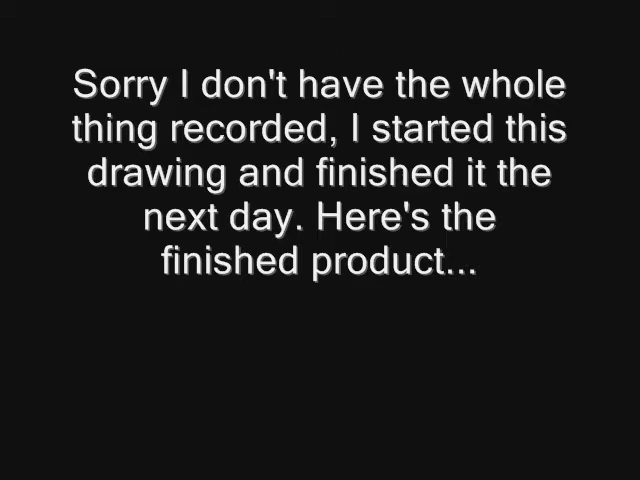 Sorry I don't have the whole
thing recorded, I started this
drawing and finished it the
next day. Here's the
finished product...